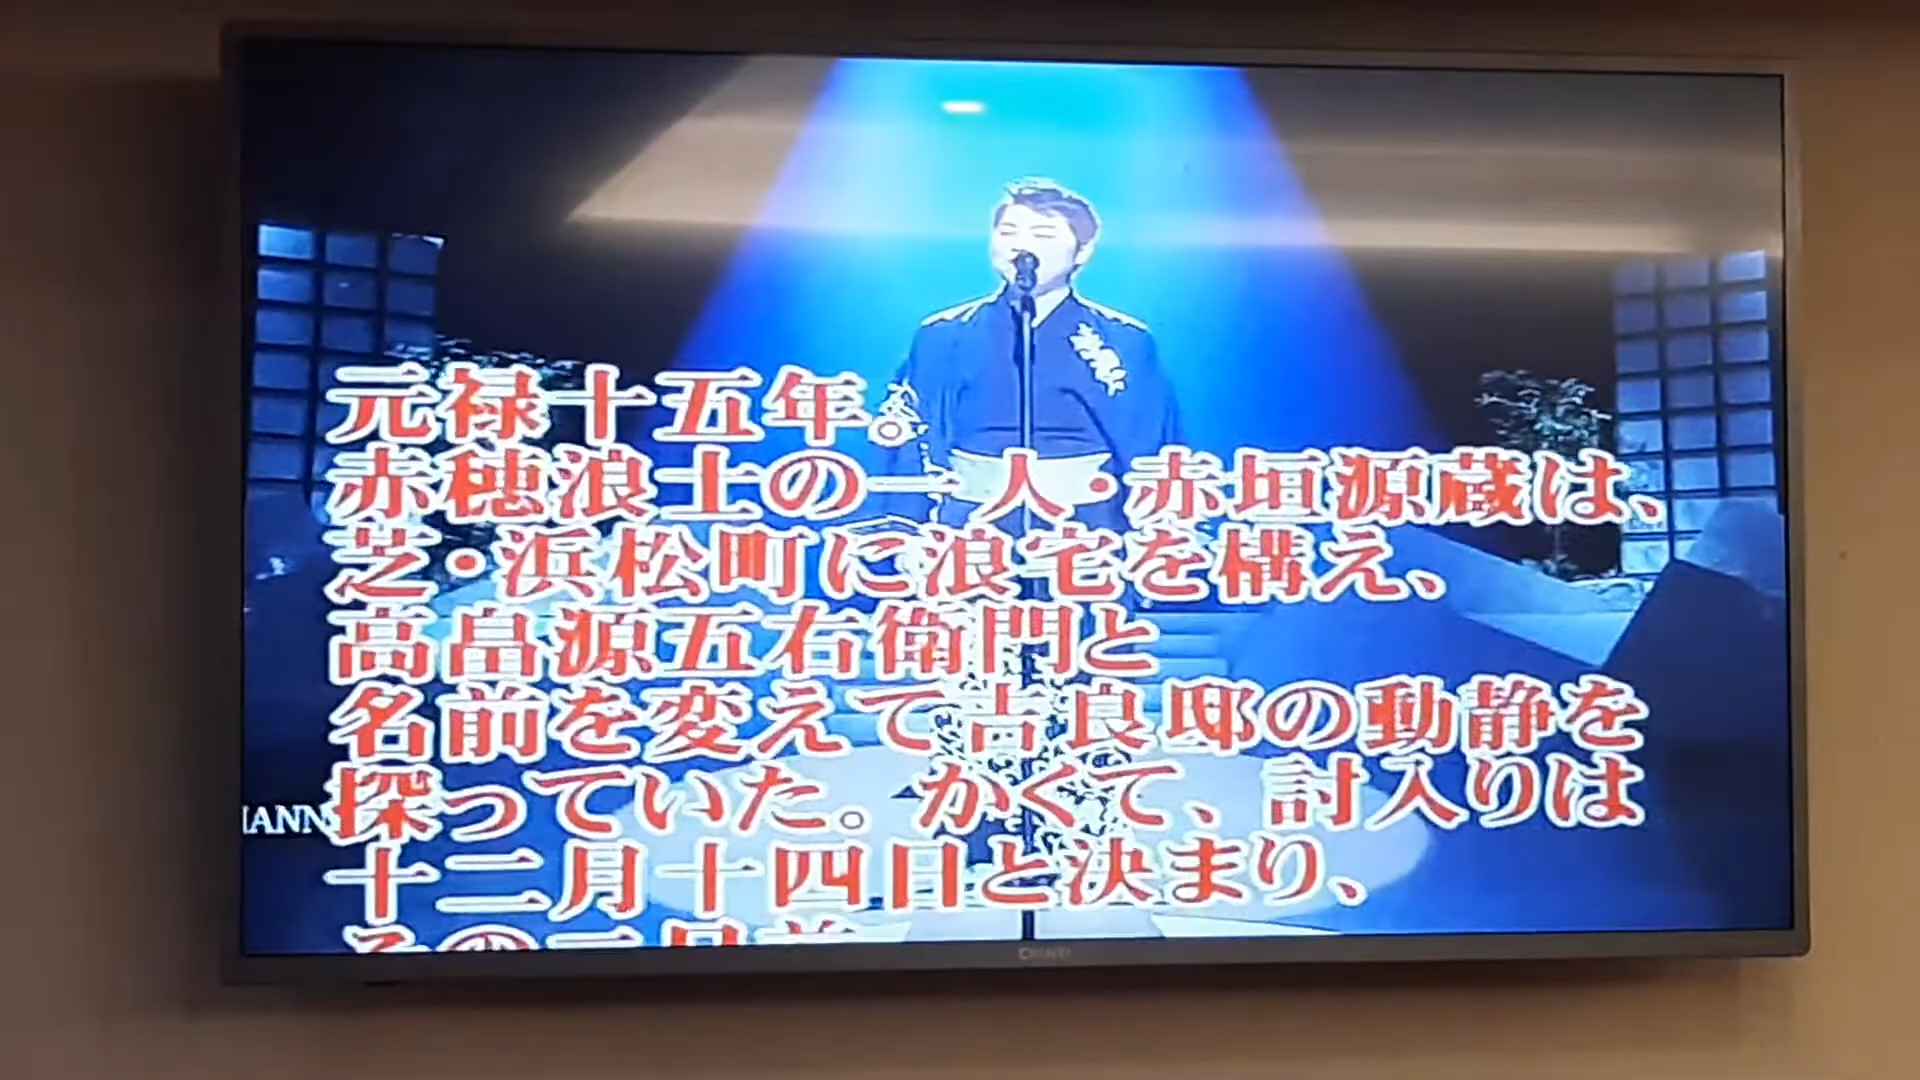 元禄十五年。
赤穂浪士の一人・赤垣源蔵は、
芝・浜松町に浪宅を構え、
高畠源五右衛門と
名前を変えて吉良邸の動静を
探っていた。かくて、討入りは
十二月十四日と決まり、